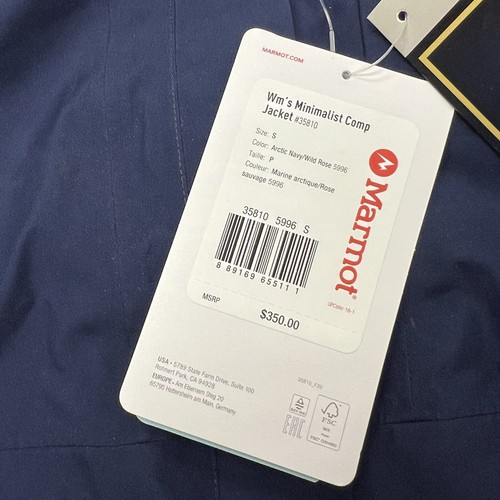 MARMOT.COM
Wm's Minimalist Comp
Jacket #35810
Size: S
Color: Arctic Navy/Wild Rose 5996
Taille: P
Couleur: Marine arctique/Rose
sauvage 5996
Marmot
35810 5996 S
8 89169 65511 1
MSRP
$350.00
USA • 5789 State Farm Drive, Suite 100
Rohnert Park, CA 94928
EUROPE • Am Eisernen Steg 20
65795 Hattersheim am Main, Germany
EAC
FSC